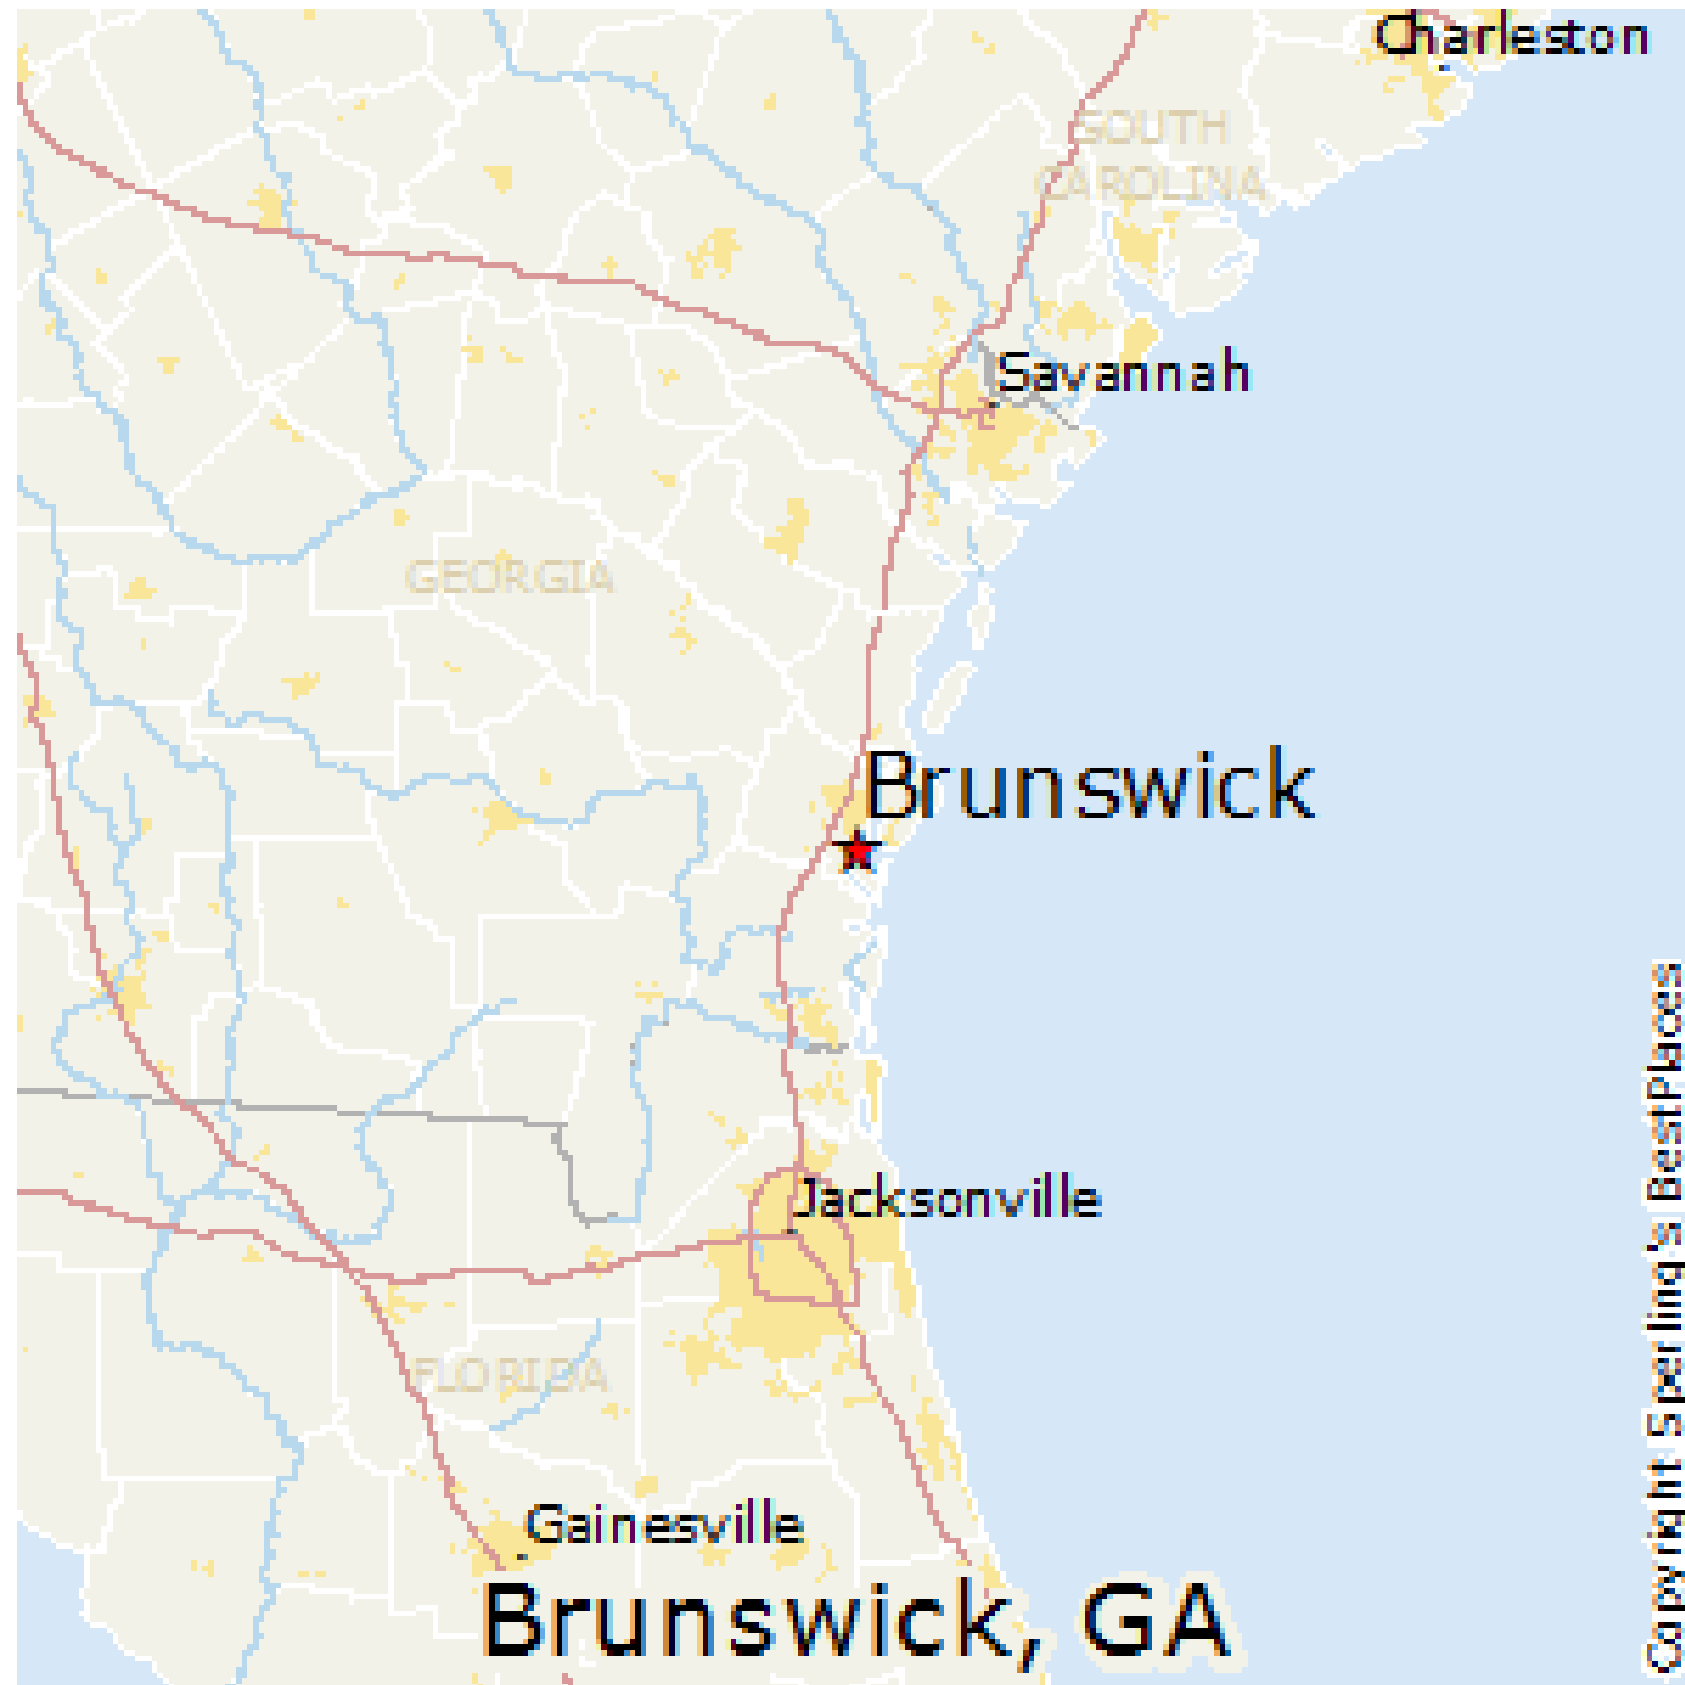 Charleston
SOUTH
CAROLINA
Savannah
GEORGIA
Brunswick
Jacksonville
FLORIDA
Gainesville
Brunswick, GA
Copyright Sperling's BestPlaces